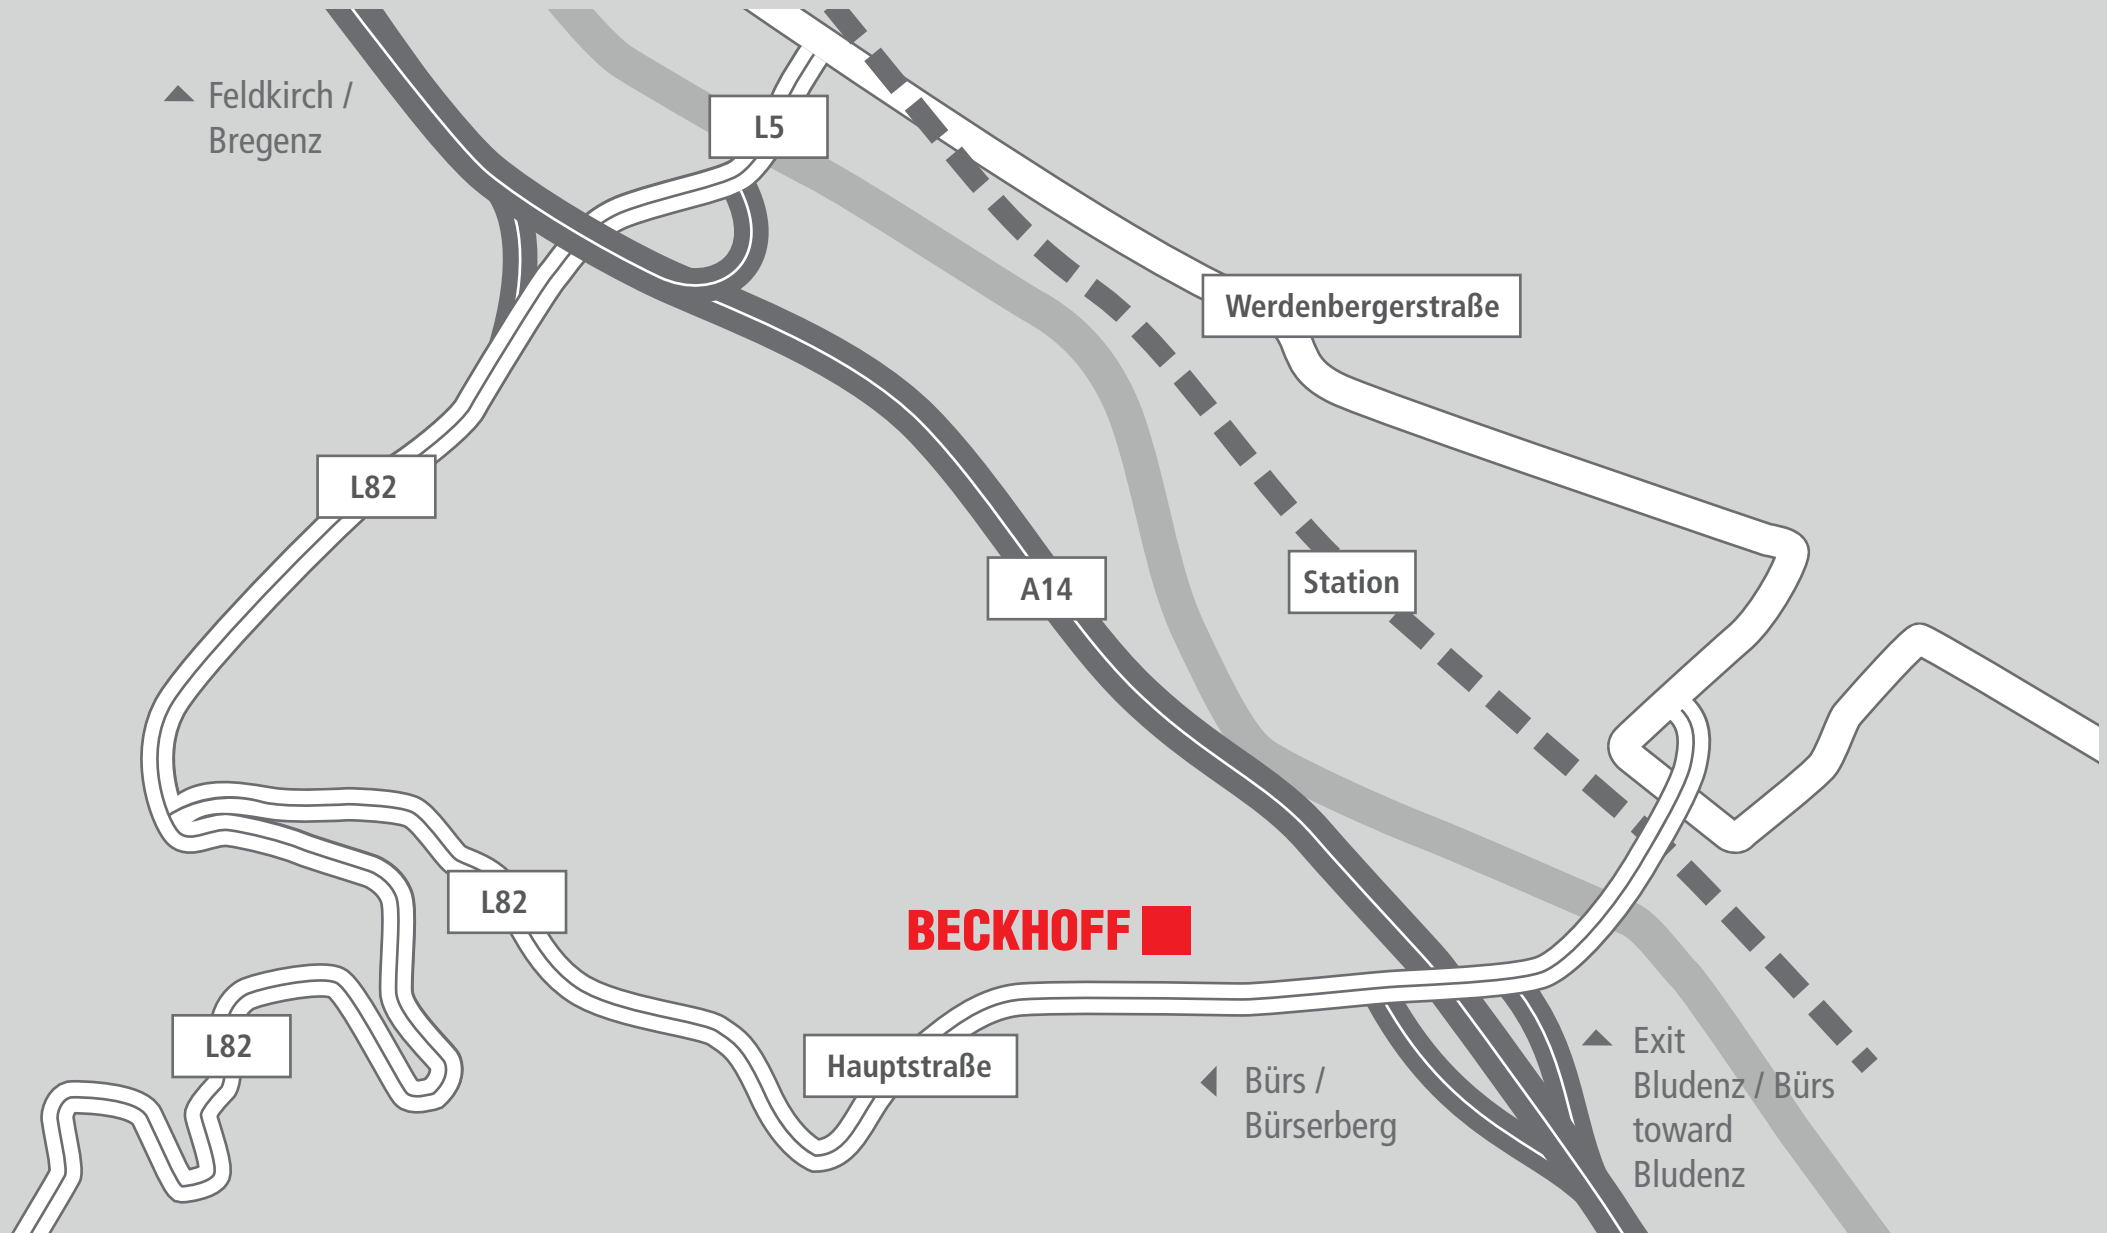 Feldkirch /
Bregenz
L5
Werdenbergerstraße
L82
A14
Station
L82
BECKHOFF
L82
Hauptstraße
Bürs /
Bürserberg
Exit
Bludenz / Bürs
toward
Bludenz